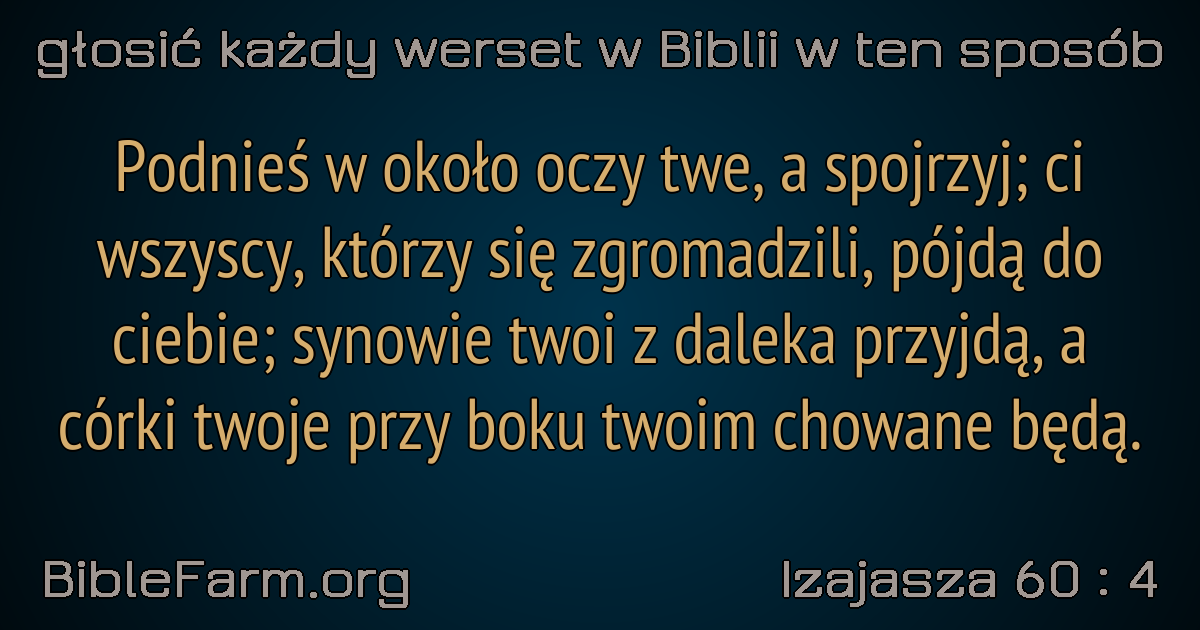 głosić każdy werset w Biblii w ten sposób
Podnieś w około oczy twe, a spojrzyj; ci
wszyscy, którzy się zgromadzili, pójdą do
ciebie; synowie twoi z daleka przyjdą, a
córki twoje przy boku twoim chowane będą.
BibleFarm.org
Izajasza 60 : 4